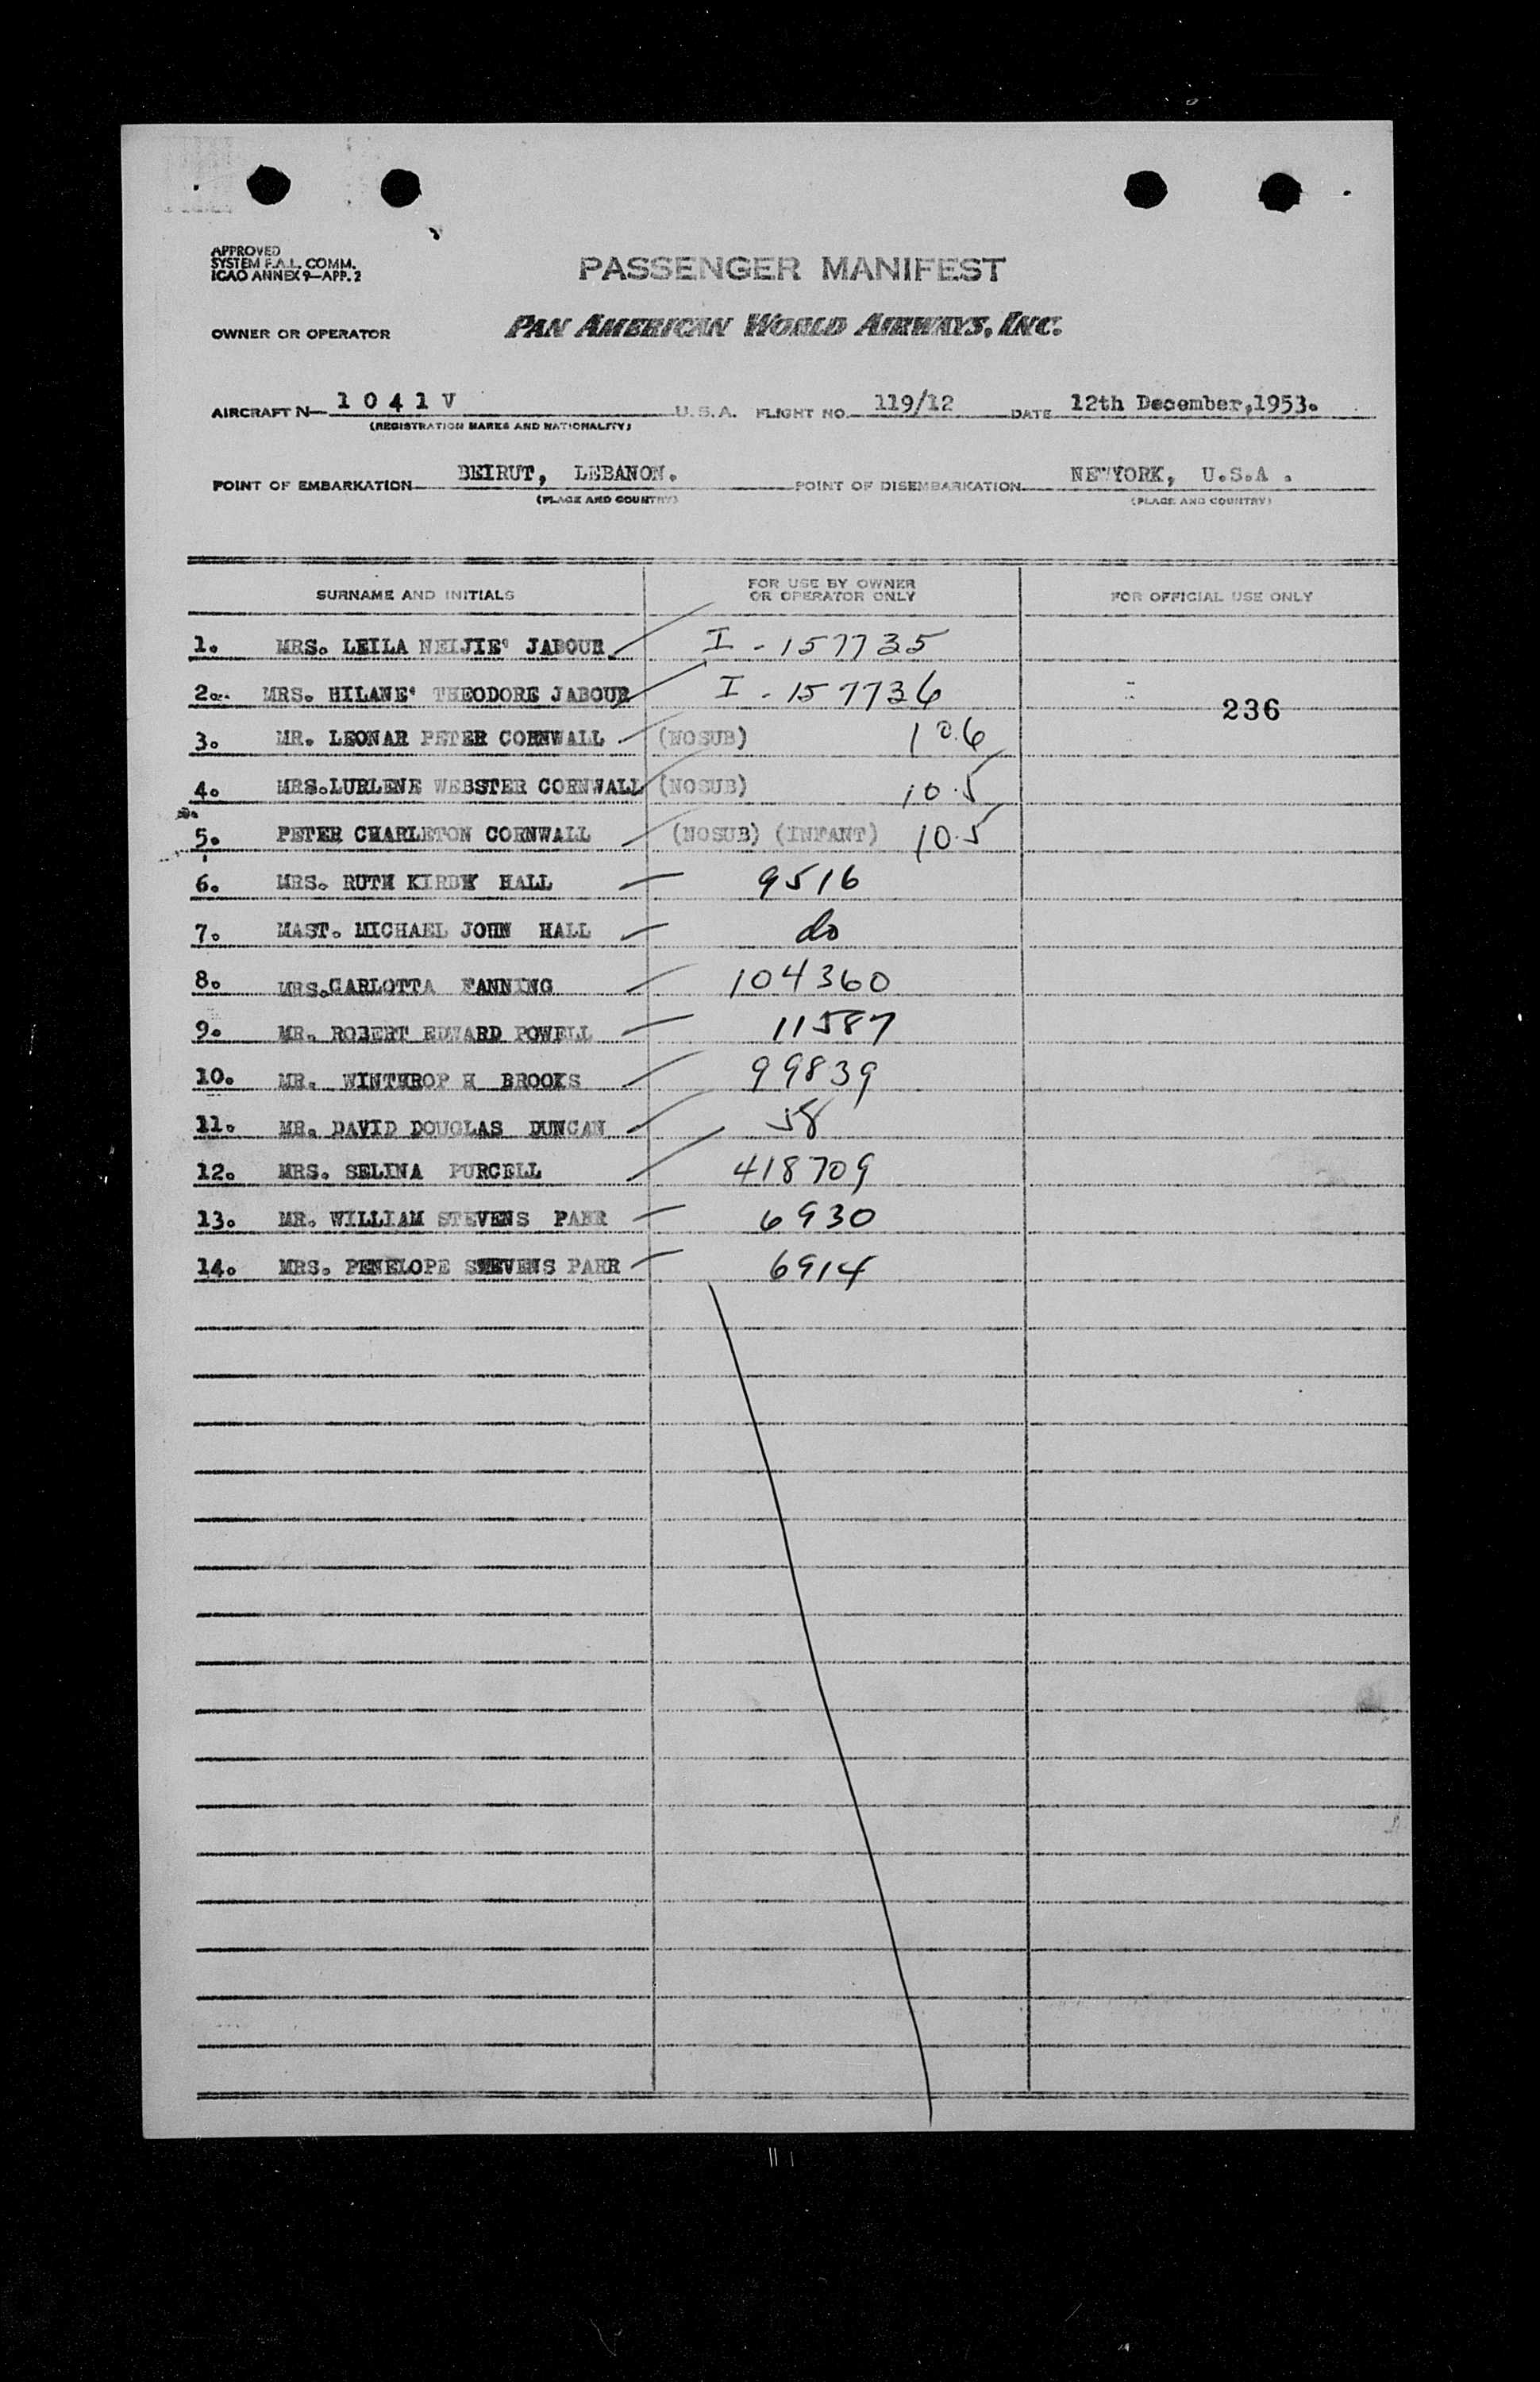 APPROVED
SYSTEM F.A.L. COMM.
ICAO ANNEX 9—APP. 2
PASSENGER MANIFEST
OWNER OR OPERATOR PAN AMERICAN WORLD AIRWAYS, INC.
AIRCRAFT N— 1 0 4 1 V U.S.A. FLIGHT NO. 119/12 DATE 12th December,1953.
(REGISTRATION MARKS AND NATIONALITY)
POINT OF EMBARKATION BEIRUT, LEBANON. POINT OF DISEMBARKATION NEWYORK, U.S.A .
(PLACE AND COUNTRY) (PLACE AND COUNTRY)
SURNAME AND INITIALS FOR USE BY OWNER OR OPERATOR ONLY FOR OFFICIAL USE ONLY
1. MRS. LEILA NEIJIE' JABOUR I - 157735
2. MRS. HILANE' THEODORE JABOUR I - 157736
236
3. MR. LEONAR PETER CORNWALL (NOSUB) 106
4. MRS.LURLENE WEBSTER CORNWALL (NOSUB) 10.5
5. PETER CHARLETON CORNWALL (NOSUB) (INFANT) 10.5
6. MRS. RUTH KIRBY HALL 9516
7. MAST. MICHAEL JOHN HALL do
8. MRS.CARLOTTA FANNING 104360
9. MR. ROBERT EDWARD POWELL 11587
10. MR. WINTHROP H BROOKS 99839
11. MR. DAVID DOUGLAS DUNCAN 58
12. MRS. SELINA PURCELL 418709
13. MR. WILLIAM STEVENS PARR 6930
14. MRS. PENELOPE STEVENS PARR 6914